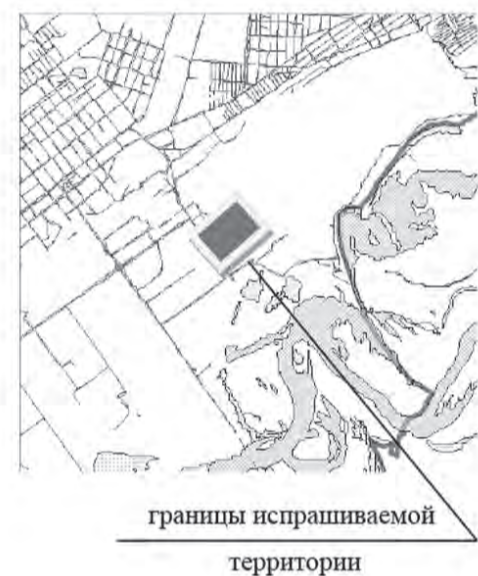 границы испрашиваемой
территории